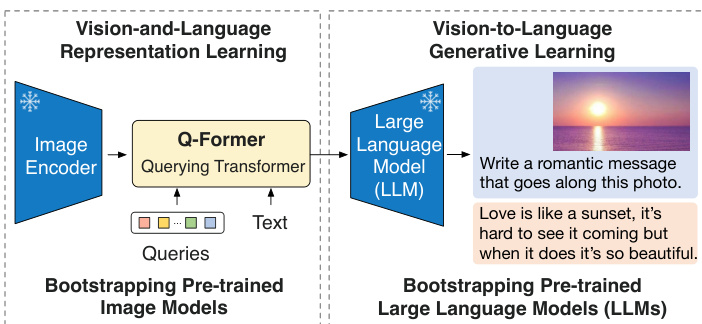 Vision-and-Language
Representation Learning
Vision-to-Language
Generative Learning
Image
Encoder
Q-Former
Querying Transformer
Queries
Text
Large
Language
Model
(LLM)
Write a romantic message
that goes along this photo.
Love is like a sunset, it's
hard to see it coming but
when it does it's so beautiful.
Bootstrapping Pre-trained
Image Models
Bootstrapping Pre-trained
Large Language Models (LLMs)